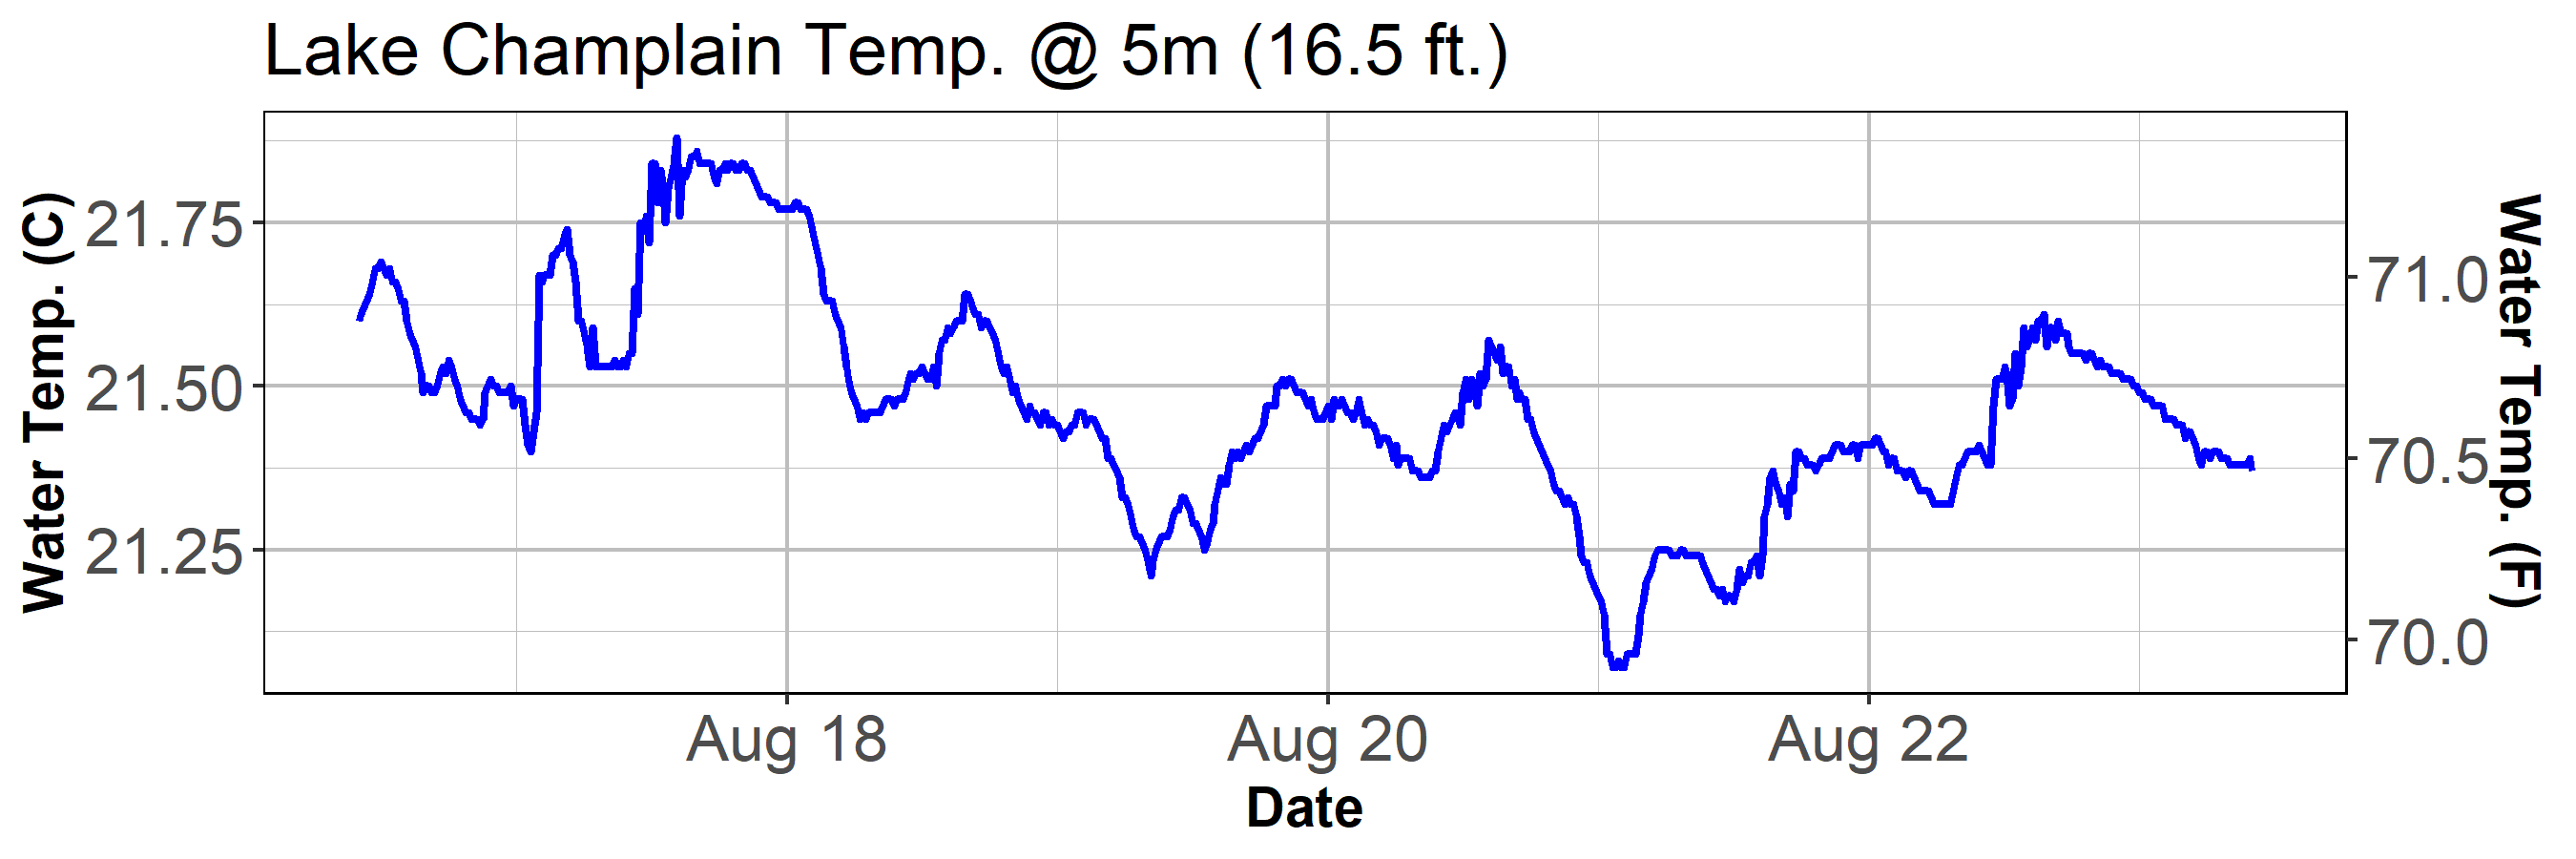 Lake Champlain Temp. @ 5m (16.5 ft.)
Water Temp. (C)
21.75
21.50
21.25
71.0
70.5
70.0
Water Temp. (F)
Aug 18
Aug 20
Aug 22
Date